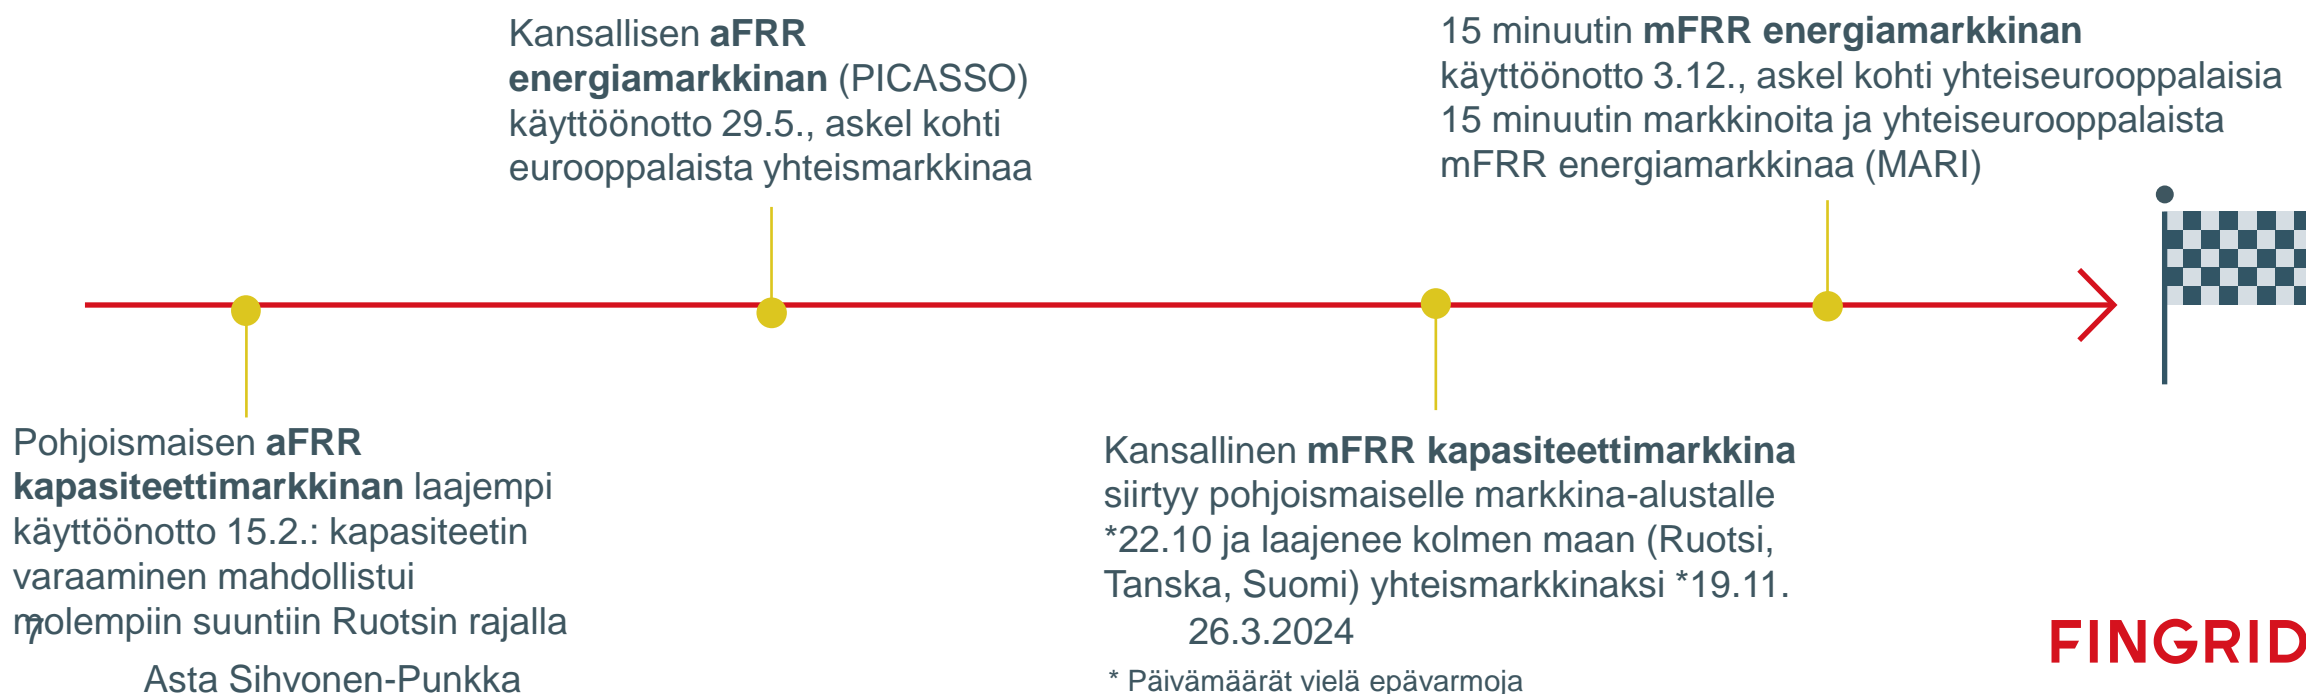 Kansallisen aFRR
energiamarkkinan (PICASSO)
käyttöönotto 29.5., askel kohti
eurooppalaista yhteismarkkinaa
15 minuutin mFRR energiamarkkinan
käyttöönotto 3.12., askel kohti yhteiseurooppalaisia
15 minuutin markkinoita ja yhteiseurooppalaista
mFRR energiamarkkinaa (MARI)
Pohjoismaisen aFRR
kapasiteettimarkkinan laajempi
käyttöönotto 15.2.: kapasiteetin
varaaminen mahdollistui
molempiin suuntiin Ruotsin rajalla
Kansallinen mFRR kapasiteettimarkkina
siirtyy pohjoismaiselle markkina-alustalle
*22.10 ja laajenee kolmen maan (Ruotsi,
Tanska, Suomi) yhteismarkkinaksi *19.11.
7
26.3.2024
Asta Sihvonen-Punkka
* Päivämäärät vielä epävarmoja
FINGRID